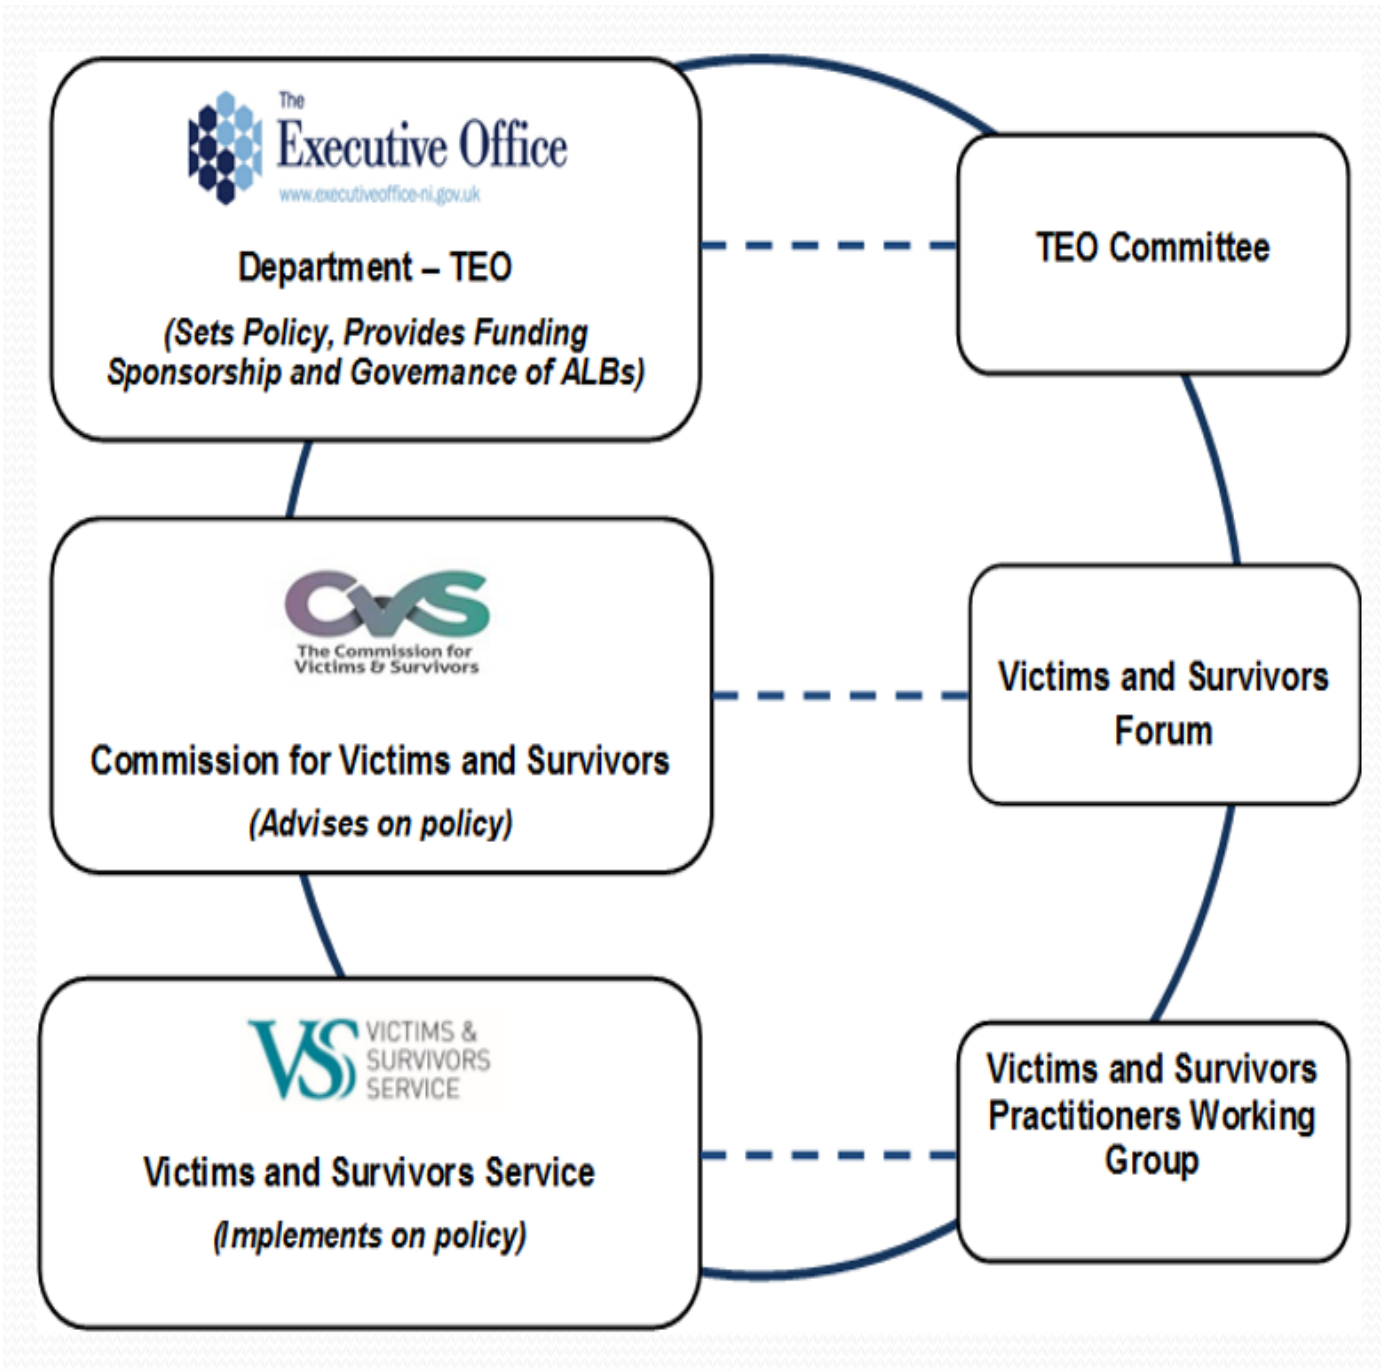 The
Executive Office
www.executiveoffice-ni.gov.uk
Department – TEO
(Sets Policy, Provides Funding
Sponsorship and Governance of ALBs)
TEO Committee
CVS
The Commission for
Victims & Survivors
Commission for Victims and Survivors
(Advises on policy)
Victims and Survivors
Forum
VS
VICTIMS &
SURVIVORS
SERVICE
Victims and Survivors Service
(Implements on policy)
Victims and Survivors
Practitioners Working
Group